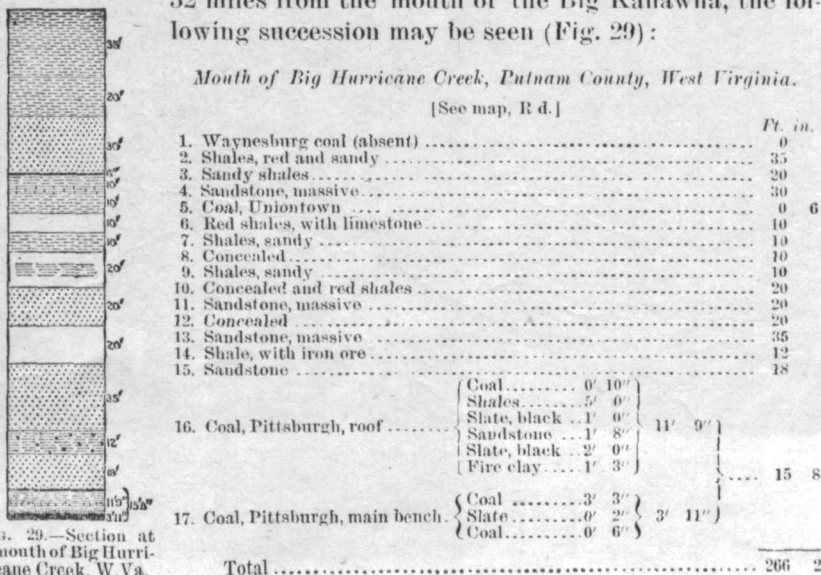 32 miles from the mouth of the Big Kanawha, the fol-
lowing succession may be seen (Fig. 29):
Mouth of Big Hurricane Creek, Putnam County, West Virginia.
[See map, R d.]
Ft. in.
1. Waynesburg coal (absent) 0
2. Shales, red and sandy 35
3. Sandy shales 20
4. Sandstone, massive 30
5. Coal, Uniontown 0 6
6. Red shales, with limestone 10
7. Shales, sandy 10
8. Concealed 10
9. Shales, sandy 10
10. Concealed and red shales 20
11. Sandstone, massive 20
12. Concealed 20
13. Sandstone, massive 35
14. Shale, with iron ore 12
15. Sandstone 18
Coal 0' 10"
Shales 5' 0"
Slate, black 1' 0"
16. Coal, Pittsburgh, roof 11' 9"
Sandstone 1' 8"
Slate, black 2' 0"
Fire clay 1' 3"
15 8
Coal 3' 3"
17. Coal, Pittsburgh, main bench. Slate 0' 2" 3' 11"
Coal 0' 6"
Total 266 2
35'
20'
30'
6"
10'
10'
10'
10'
20'
20'
20'
35'
12'
18'
11'9" 15'8"
3'11"
G. 29.—Section at
mouth of Big Hurri-
cane Creek, W. Va.